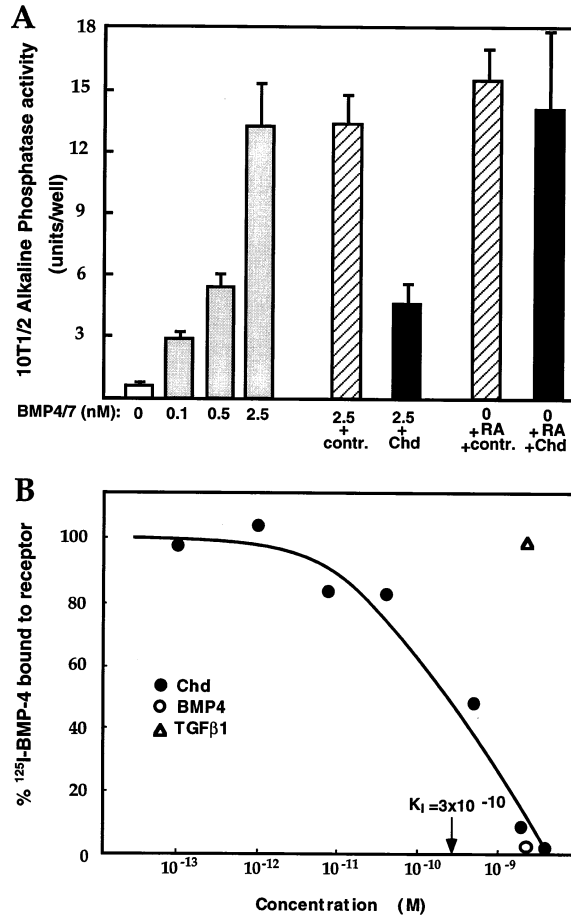 A
10T1/2 Alkaline Phosphatase activity
(units/well)
18
15
12
9
6
3
BMP4/7 (nM): 0 0.1 0.5 2.5 2.5 2.5 0 0
+ + +RA +RA
contr. Chd +contr. +Chd
B
% ¹²⁵I-BMP-4 bound to receptor
100
80
60
40
20
0
Chd
BMP4
TGFβ1
K_I =3x10 ⁻¹⁰
10⁻¹³ 10⁻¹² 10⁻¹¹ 10⁻¹⁰ 10⁻⁹
Concentration (M)